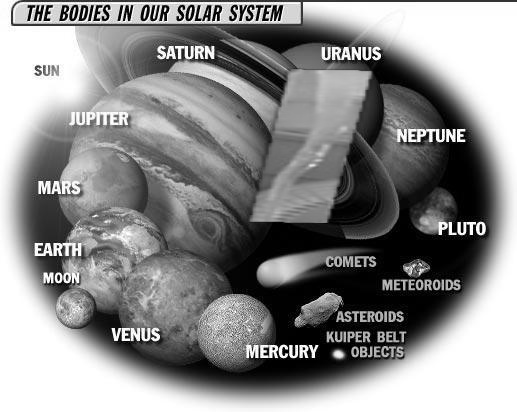 THE BODIES IN OUR SOLAR SYSTEM
SUN
SATURN
URANUS
JUPITER
NEPTUNE
MARS
PLUTO
EARTH
COMETS
MOON
METEOROIDS
ASTEROIDS
VENUS
KUIPER BELT
OBJECTS
MERCURY